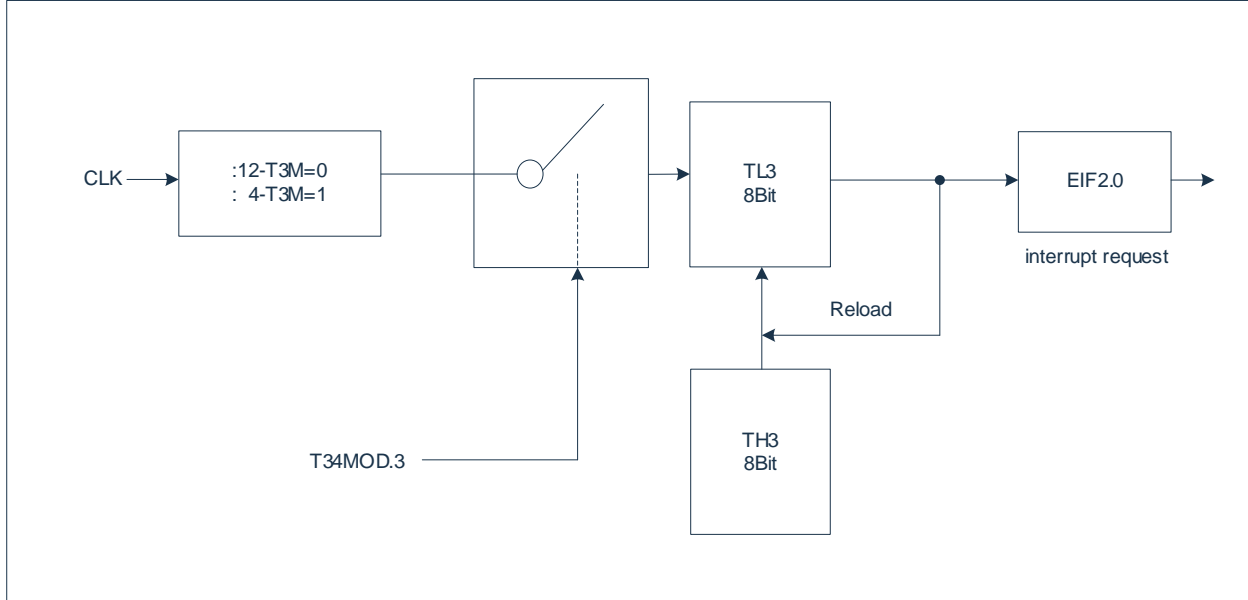 CLK
:12-T3M=0
: 4-T3M=1
TL3
8Bit
EIF2.0
interrupt request
Reload
TH3
8Bit
T34MOD.3